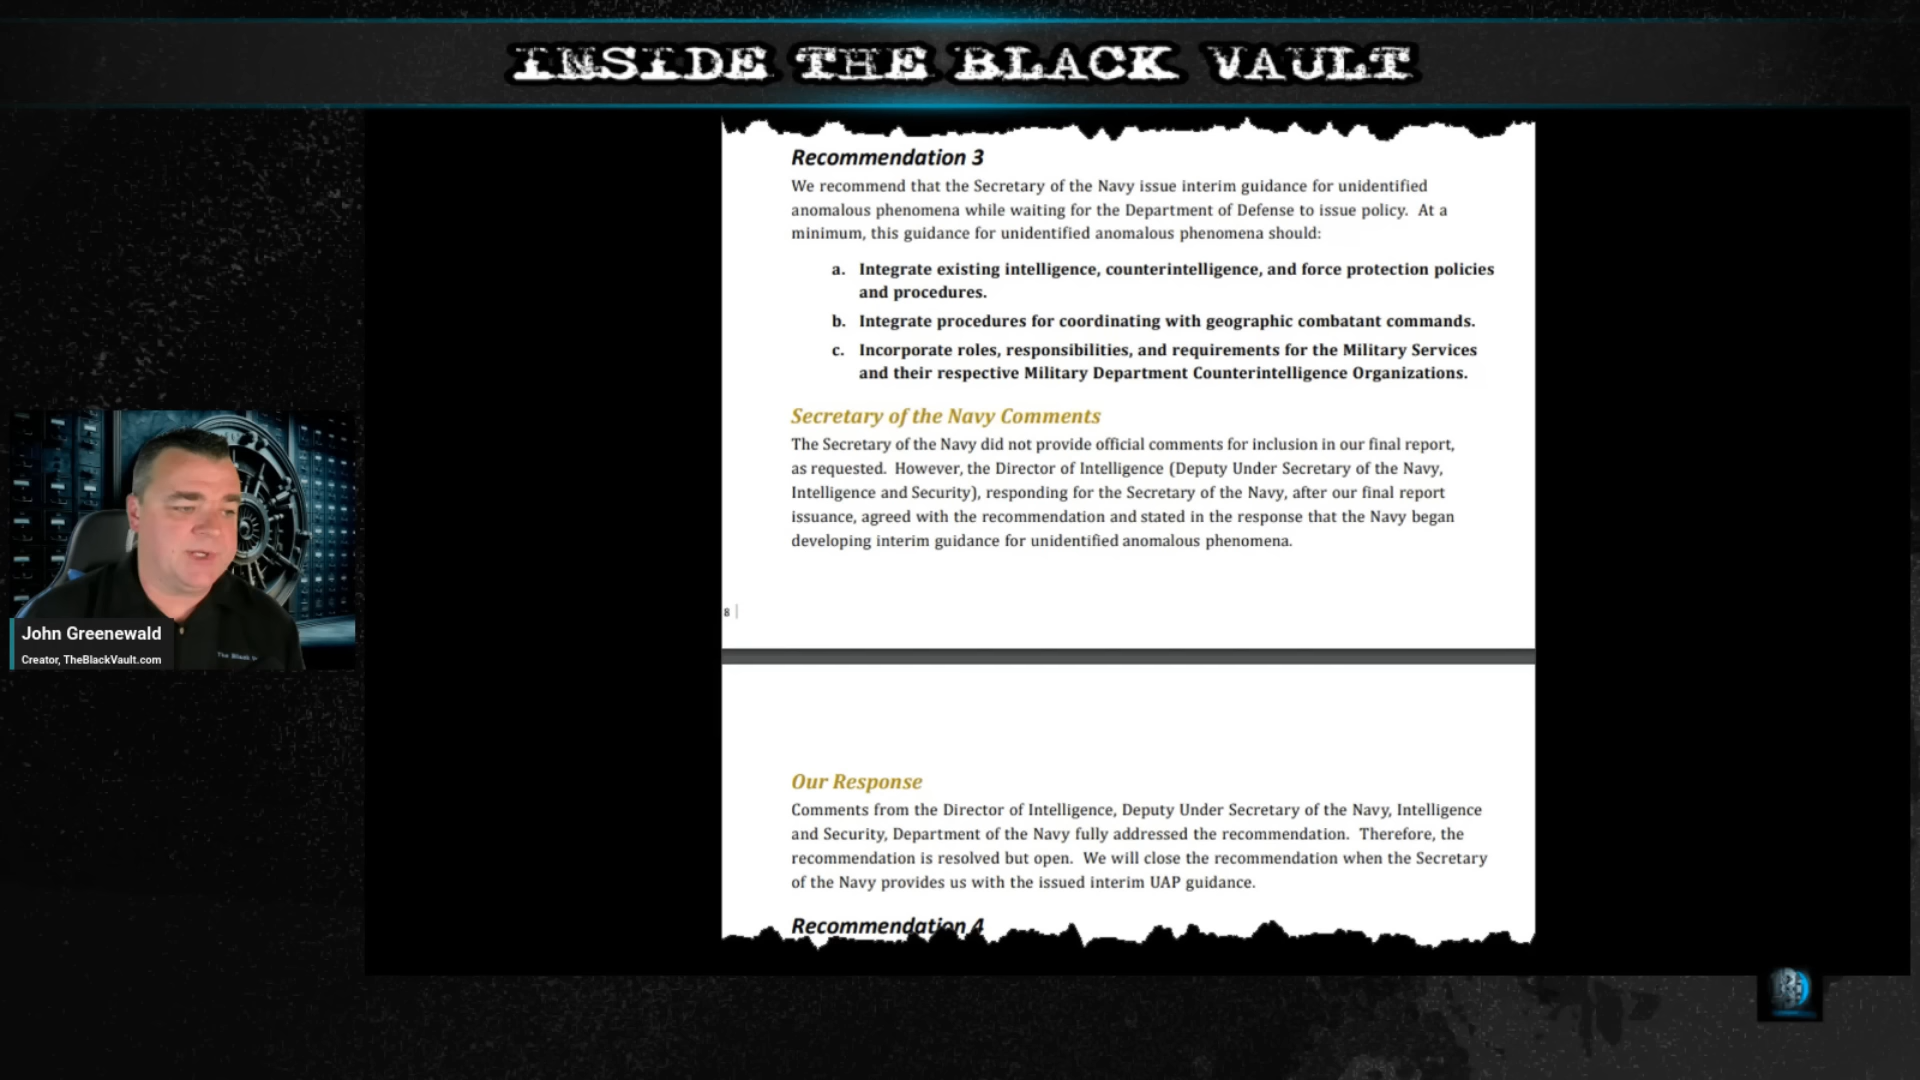 INSIDE THE BLACK VAULT
Recommendation 3
We recommend that the Secretary of the Navy issue interim guidance for unidentified
anomalous phenomena while waiting for the Department of Defense to issue policy. At a
minimum, this guidance for unidentified anomalous phenomena should:
a. Integrate existing intelligence, counterintelligence, and force protection policies
and procedures.
b. Integrate procedures for coordinating with geographic combatant commands.
c. Incorporate roles, responsibilities, and requirements for the Military Services
and their respective Military Department Counterintelligence Organizations.
Secretary of the Navy Comments
The Secretary of the Navy did not provide official comments for inclusion in our final report,
as requested. However, the Director of Intelligence (Deputy Under Secretary of the Navy,
Intelligence and Security), responding for the Secretary of the Navy, after our final report
issuance, agreed with the recommendation and stated in the response that the Navy began
developing interim guidance for unidentified anomalous phenomena.
8 |
Our Response
Comments from the Director of Intelligence, Deputy Under Secretary of the Navy, Intelligence
and Security, Department of the Navy fully addressed the recommendation. Therefore, the
recommendation is resolved but open. We will close the recommendation when the Secretary
of the Navy provides us with the issued interim UAP guidance.
Recommendation 4
John Greenewald
Creator, TheBlackVault.com
The Black